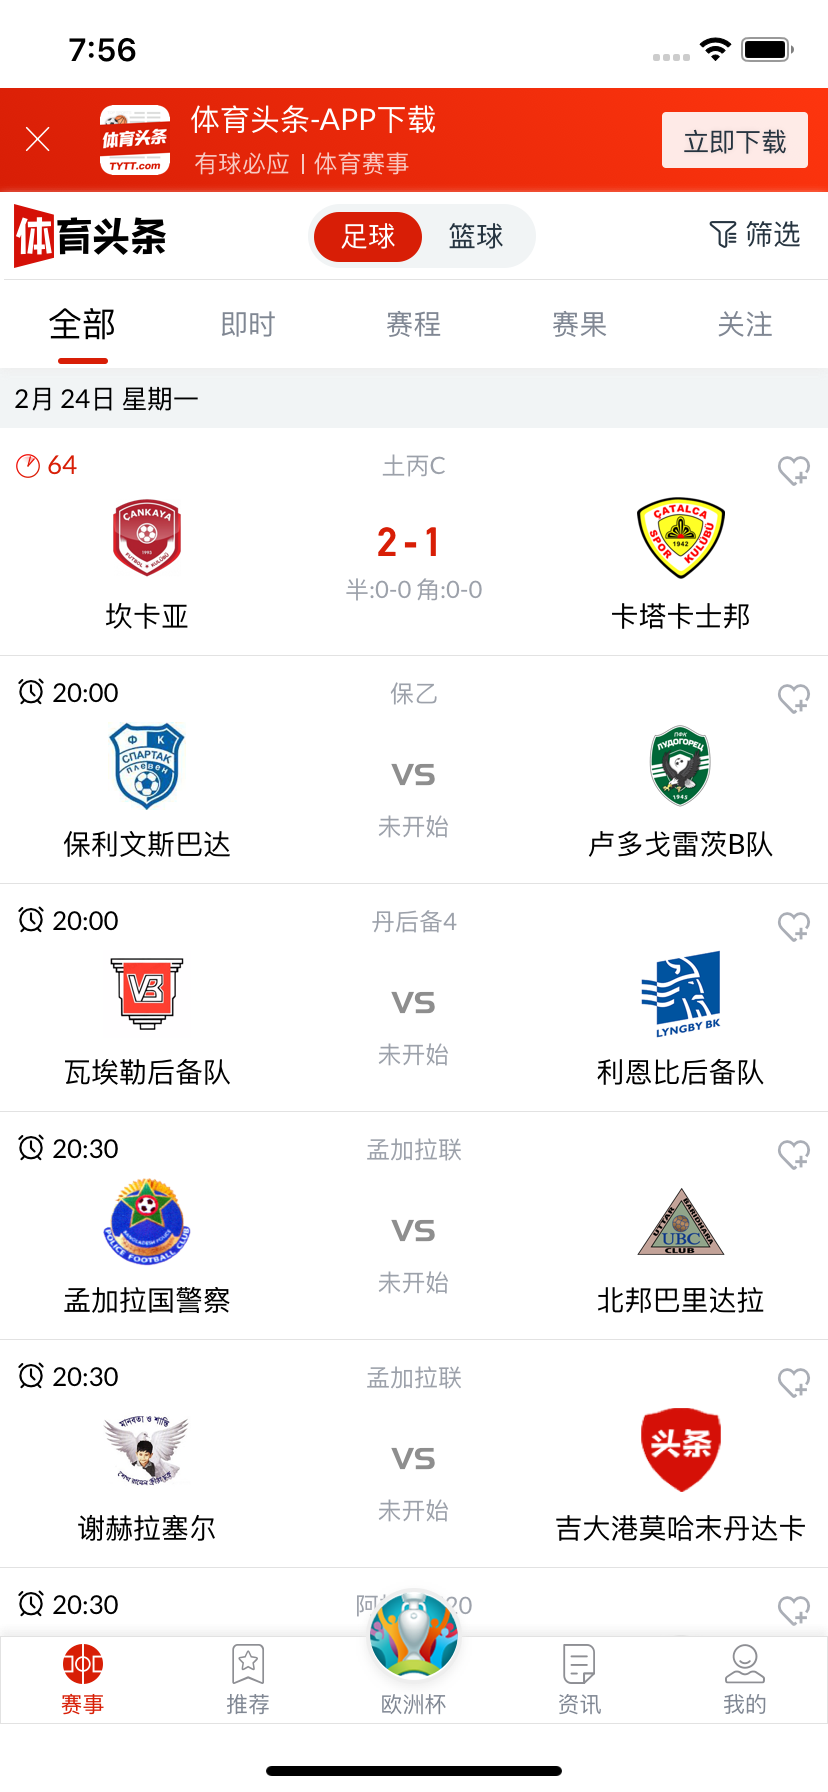 7:56
体育头条
TYTT.com
体育头条-APP下载
有球必应 | 体育赛事
立即下载
体育头条
足球
篮球
筛选
全部
即时
赛程
赛果
关注
2月 24日 星期一
64
土丙C
ÇANKAYA
FUTBOL KULÜBÜ
ÇATALCA
SPOR KULÜBÜ
1942
2-1
半:0-0 角:0-0
坎卡亚
卡塔卡士邦
20:00
保乙
Ф К
СПАРТАК
ПЛЕВЕН
ПФК
ЛУДОГОРЕЦ
1945
VS
未开始
保利文斯巴达
卢多戈雷茨B队
20:00
丹后备4
VB
LYNGBY BK
VS
未开始
瓦埃勒后备队
利恩比后备队
20:30
孟加拉联
POLICE FOOTBALL CLUB
UTTAR BARIDHARA
UBC
CLUB
VS
未开始
孟加拉国警察
北邦巴里达拉
20:30
孟加拉联
মানবতা ও শান্তি
头条
VS
未开始
谢赫拉塞尔
吉大港莫哈末丹达卡
20:30
阿
20
赛事
推荐
欧洲杯
资讯
我的